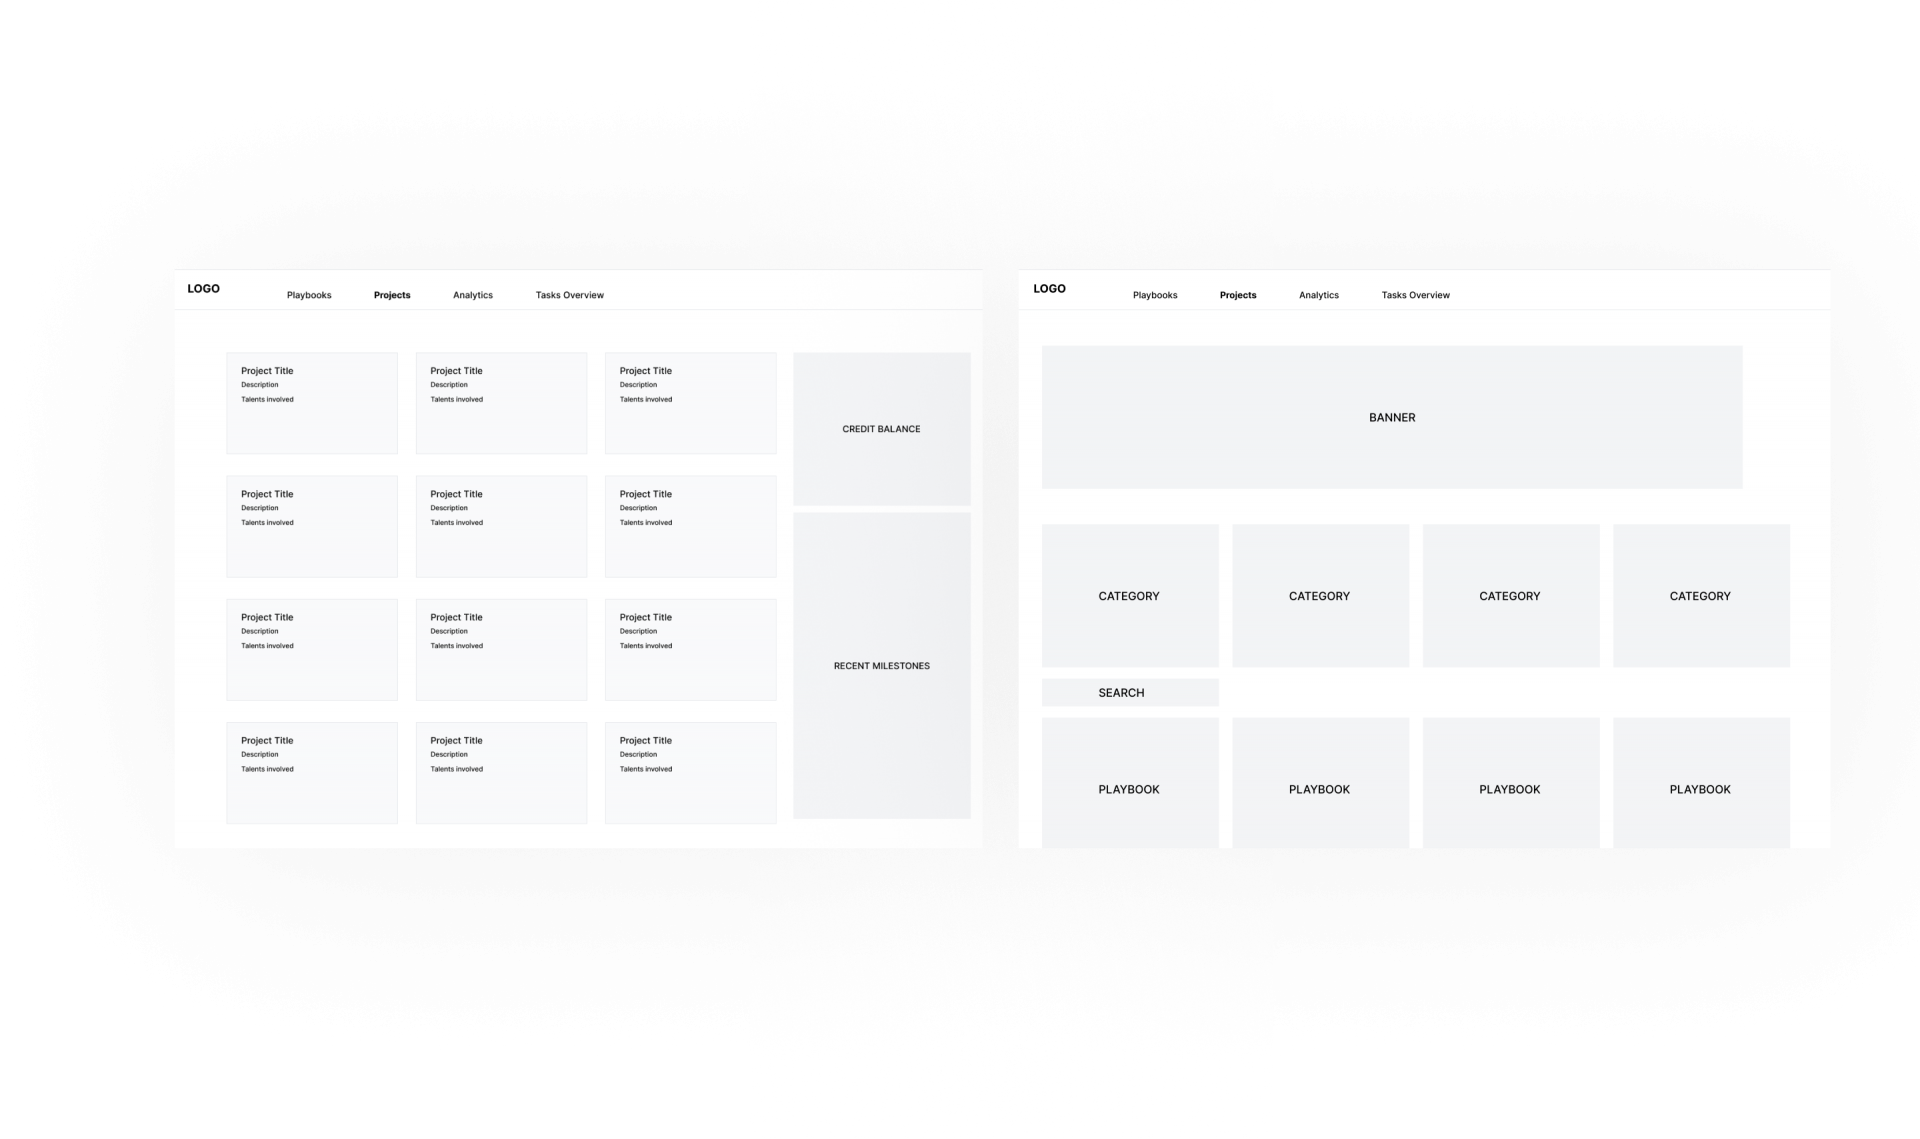 LOGO
Playbooks Projects Analytics Tasks Overview
Project Title Project Title Project Title
Description Description Description
Talents involved Talents involved Talents involved
CREDIT BALANCE
Project Title Project Title Project Title
Description Description Description
Talents involved Talents involved Talents involved
Project Title Project Title Project Title
Description Description Description
Talents involved Talents involved Talents involved
RECENT MILESTONES
Project Title Project Title Project Title
Description Description Description
Talents involved Talents involved Talents involved
LOGO
Playbooks Projects Analytics Tasks Overview
BANNER
CATEGORY CATEGORY CATEGORY CATEGORY
SEARCH
PLAYBOOK PLAYBOOK PLAYBOOK PLAYBOOK